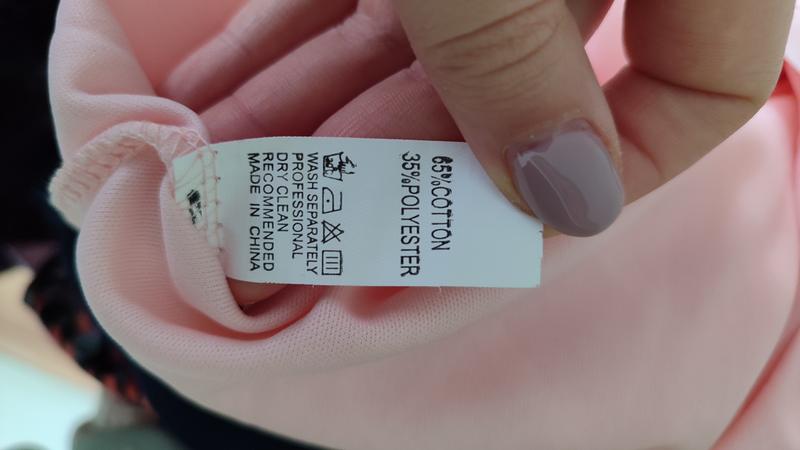 65%COTTON
35%POLYESTER
WASH SEPARATELY
PROFESSIONAL
DRY CLEAN
RECOMMENDED
MADE IN CHINA